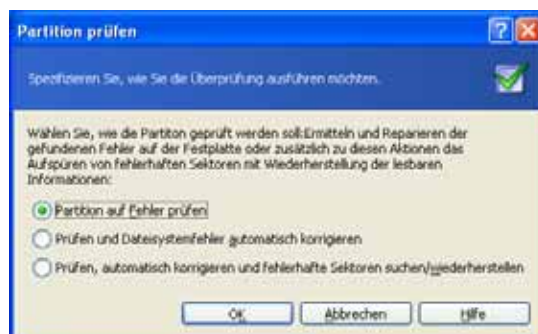 Partition prüfen
Spezifizieren Sie, wie Sie die Überprüfung ausführen möchten.
Wählen Sie, wie die Partiton geprüft werden soll:Ermitteln und Reparieren der
gefundenen Fehler auf der Festplatte oder zusätzlich zu diesen Aktionen das
Aufspüren von fehlerhaften Sektoren mit Wiederherstellung der lesbaren
Informationen:
Partition auf Fehler prüfen
Prüfen und Dateisystemfehler automatisch korrigieren
Prüfen, automatisch korrigieren und fehlerhafte Sektoren suchen/wiederherstellen
OK
Abbrechen
Hilfe